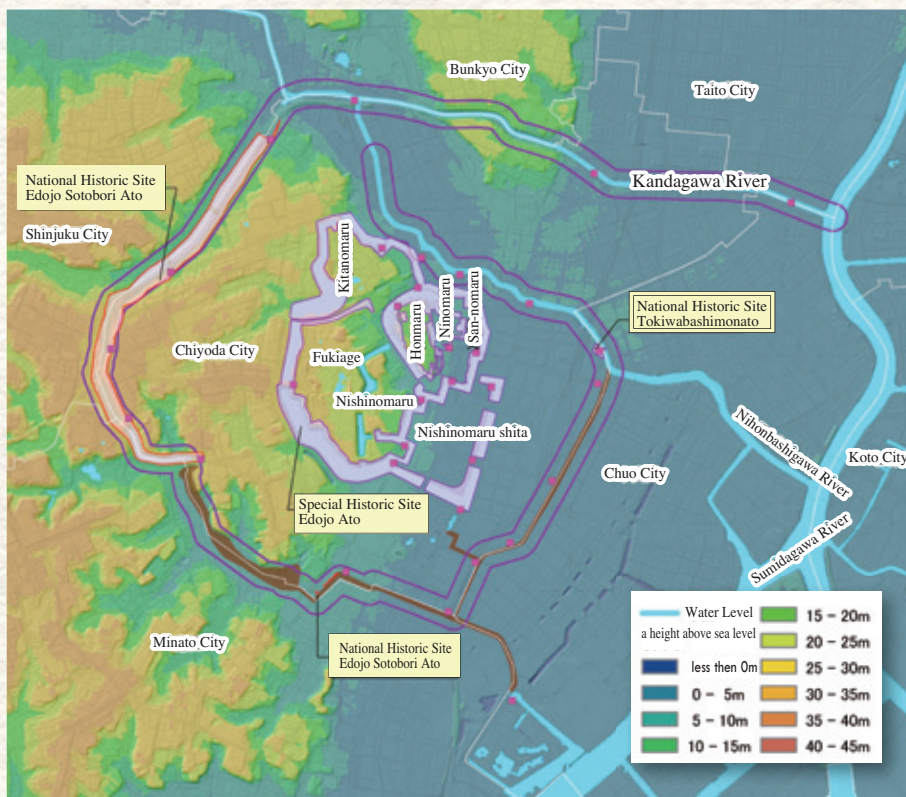 Bunkyo City
Taito City
National Historic Site
Edojo Sotobori Ato
Kandagawa River
Shinjuku City
Kitanomaru
Honmaru
Ninomaru
San-nomaru
National Historic Site
Tokiwabashimonato
Chiyoda City
Fukiage
Nishinomaru
Nishinomaru shita
Nihonbashigawa River
Koto City
Chuo City
Special Historic Site
Edojo Ato
Sumidagawa River
Minato City
National Historic Site
Edojo Sotobori Ato
Water Level
a height above sea level
less then 0m
0 - 5m
5 - 10m
10 - 15m
15 - 20m
20 - 25m
25 - 30m
30 - 35m
35 - 40m
40 - 45m